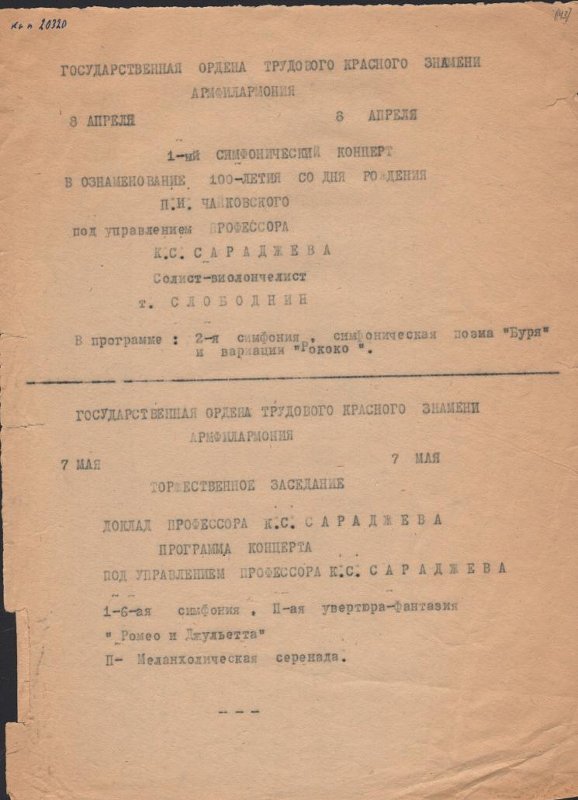 Кн п 20320
(43)
ГОСУДАРСТВЕННАЯ ОРДЕНА ТРУДОВОГО КРАСНОГО ЗНАМЕНИ
АРМФИЛАРМОНИЯ
8 АПРЕЛЯ 8 АПРЕЛЯ
1-ий СИМФОНИЧЕСКИЙ КОНЦЕРТ
В ОЗНАМЕНОВАНИЕ 100-ЛЕТИЯ СО ДНЯ РОЖДЕНИЯ
П.И. ЧАЙКОВСКОГО
под управлением ПРОФЕССОРА
К.С. САРАДЖЕВА
Солист-виолончелист
т. СЛОБОДНИН
В программе : 2-я симфония , симфоническая поэма "Буря"
и вариации "Рококо ".
ГОСУДАРСТВЕННАЯ ОРДЕНА ТРУДОВОГО КРАСНОГО ЗНАМЕНИ
АРМФИЛАРМОНИЯ
7 МАЯ 7 МАЯ
ТОРЖЕСТВЕННОЕ ЗАСЕДАНИЕ
ДОКЛАД ПРОФЕССОРА К.С. САРАДЖЕВА
ПРОГРАММА КОНЦЕРТА
ПОД УПРАВЛЕНИЕМ ПРОФЕССОРА К.С. САРАДЖЕВА
1-6-ая симфония , П-ая увертюра-фантазия
" Ромео и Джульетта"
П- Меланхолическая серенада.
- - -